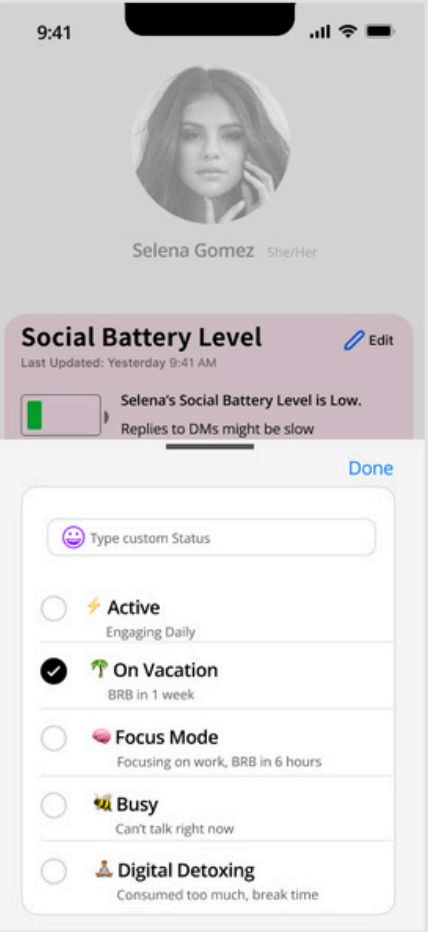 9:41
Selena Gomez She/Her
Social Battery Level
Edit
Last Updated: Yesterday 9:41 AM
Selena's Social Battery Level is Low.
Replies to DMs might be slow
Done
Type custom Status
⚡ Active
Engaging Daily
🌴 On Vacation
BRB in 1 week
🧠 Focus Mode
Focusing on work, BRB in 6 hours
🐝 Busy
Can't talk right now
🧘 Digital Detoxing
Consumed too much, break time